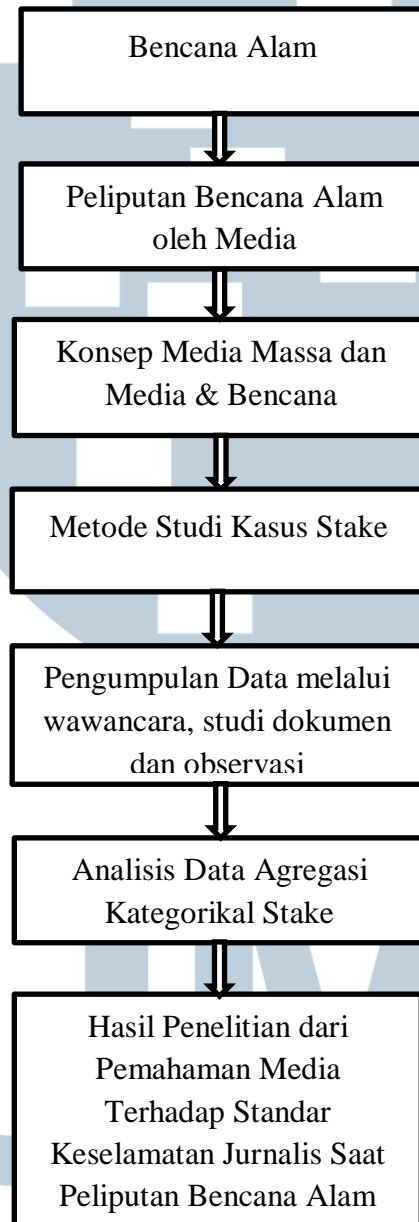 Bencana Alam
Peliputan Bencana Alam
oleh Media
Konsep Media Massa dan
Media & Bencana
Metode Studi Kasus Stake
Pengumpulan Data melalui
wawancara, studi dokumen
dan observasi
Analisis Data Agregasi
Kategorikal Stake
Hasil Penelitian dari
Pemahaman Media
Terhadap Standar
Keselamatan Jurnalis Saat
Peliputan Bencana Alam